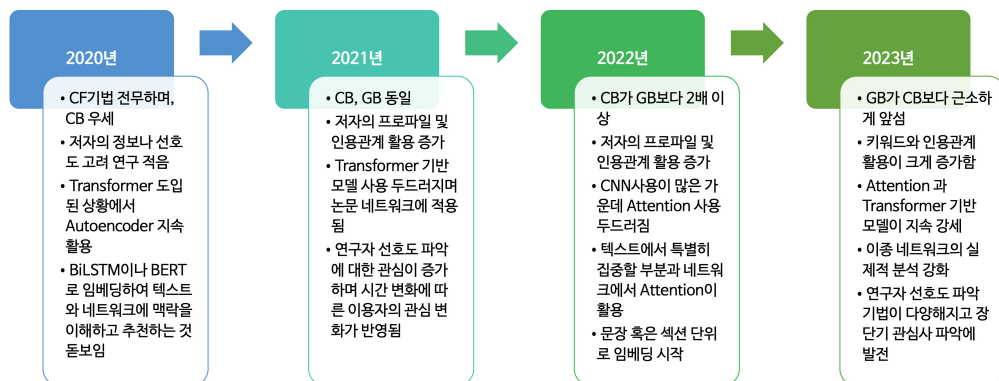 2020년
• CF기법 전무하며,
CB 우세
• 저자의 정보나 선호
도 고려 연구 적음
• Transformer 도입
된 상황에서
Autoencoder 지속
활용
• BiLSTM이나 BERT
로 임베딩하여 텍스트
와 네트워크에 맥락을
이해하고 추천하는 것
돋보임
2021년
• CB, GB 동일
• 저자의 프로파일 및
인용관계 활용 증가
• Transformer 기반
모델 사용 두드러지며
논문 네트워크에 적용
됨
• 연구자 선호도 파악
에 대한 관심이 증가
하며 시간 변화에 따
른 이용자의 관심 변
화가 반영됨
2022년
• CB가 GB보다 2배 이
상
• 저자의 프로파일 및
인용관계 활용 증가
• CNN사용이 많은 가
운데 Attention 사용
두드러짐
• 텍스트에서 특별히
집중할 부분과 네트워
크에서 Attention이
활용
• 문장 혹은 섹션 단위
로 임베딩 시작
2023년
• GB가 CB보다 근소하
게 앞섬
• 키워드와 인용관계
활용이 크게 증가함
• Attention 과
Transformer 기반
모델이 지속 강세
• 이종 네트워크의 실
제적 분석 강화
• 연구자 선호도 파악
기법이 다양해지고 장
단기 관심사 파악에
발전